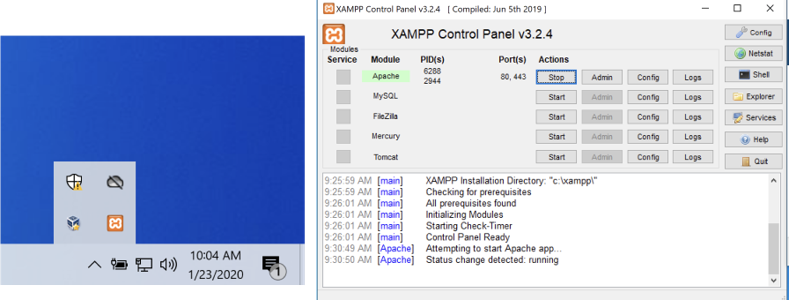 10:04 AM
1/23/2020
1
XAMPP Control Panel v3.2.4 [ Compiled: Jun 5th 2019 ]
XAMPP Control Panel v3.2.4
Modules
Service Module PID(s) Port(s) Actions
Apache 6288 2944 80, 443 Stop Admin Config Logs
MySQL Start Admin Config Logs
FileZilla Start Admin Config Logs
Mercury Start Admin Config Logs
Tomcat Start Admin Config Logs
Config
Netstat
Shell
Explorer
Services
Help
Quit
9:25:59 AM [main] XAMPP Installation Directory: "c:\xampp\"
9:25:59 AM [main] Checking for prerequisites
9:26:01 AM [main] All prerequisites found
9:26:01 AM [main] Initializing Modules
9:26:01 AM [main] Starting Check-Timer
9:26:01 AM [main] Control Panel Ready
9:30:49 AM [Apache] Attempting to start Apache app...
9:30:50 AM [Apache] Status change detected: running